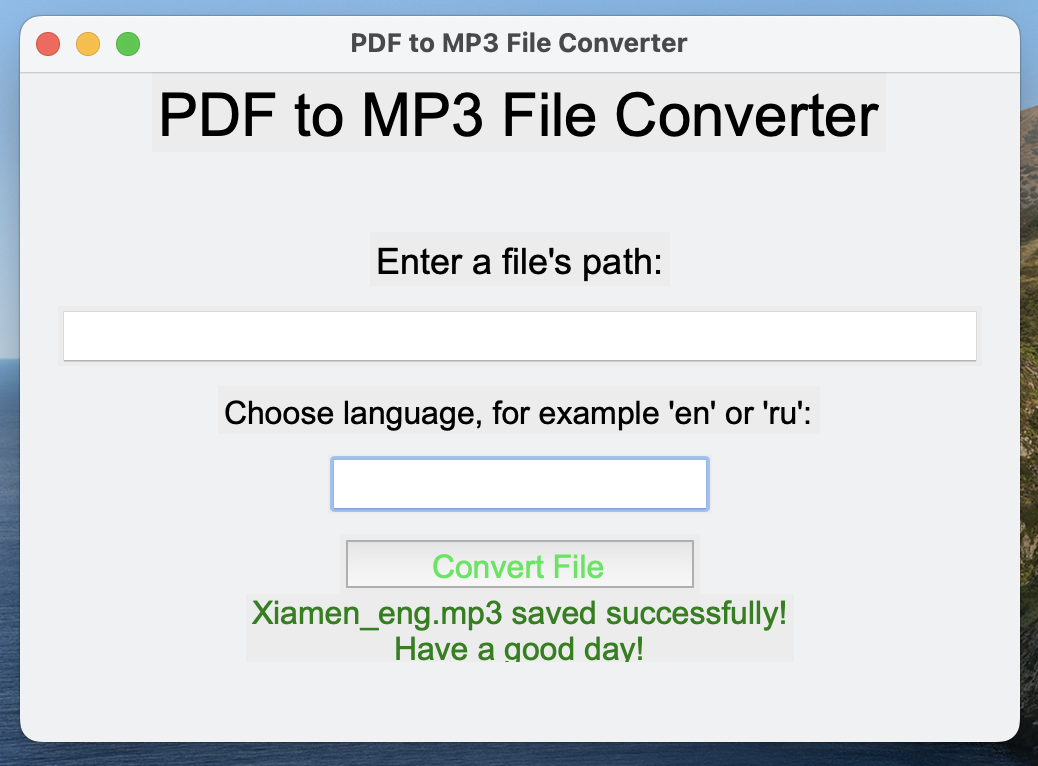 PDF to MP3 File Converter
PDF to MP3 File Converter
Enter a file's path:
Choose language, for example 'en' or 'ru':
Convert File
Xiamen_eng.mp3 saved successfully!
Have a good day!